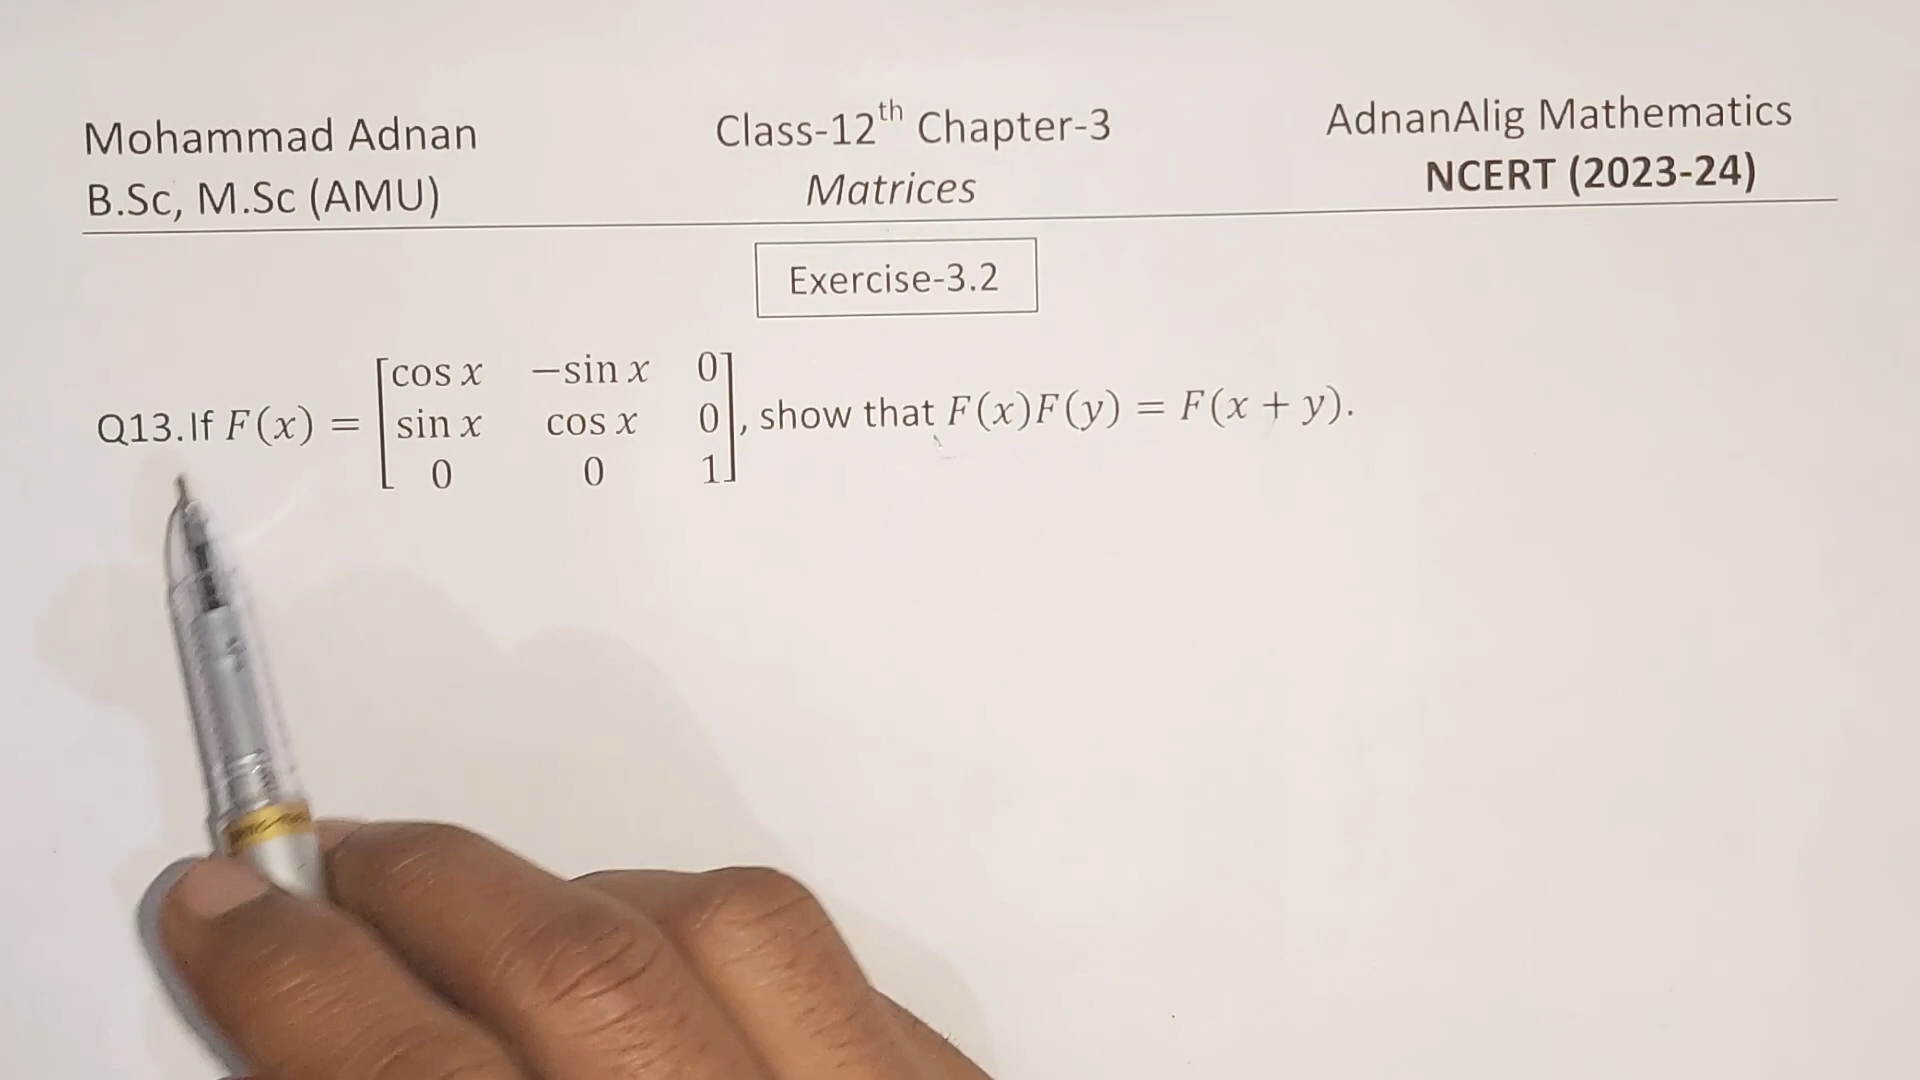 Mohammad Adnan
B.Sc, M.Sc (AMU)
Class-12th Chapter-3
Matrices
AdnanAlig Mathematics
NCERT (2023-24)
Exercise-3.2
Q13.If F(x) = [cos x −sin x 0
sin x cos x 0
0 0 1], show that F(x)F(y) = F(x + y).